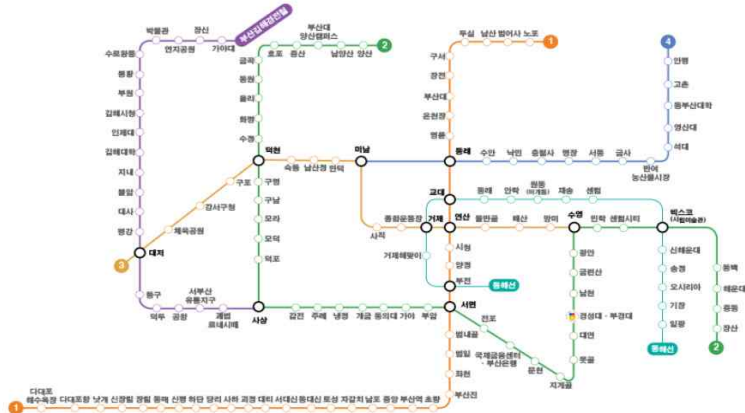 부산김해경전철
박물관
장신
연지공원
가야대
수로왕릉
봉황
부원
김해시청
인제대
김해대학
지내
불암
대사
평강
대저
3
등구
덕두
공항
서부산
유통지구
괘법
르네시떼
사상
부산대
양산캠퍼스
호포
증산
남양산
양산
2
금곡
동원
율리
화명
수정
덕천
구명
구남
모라
모덕
덕포
구포
강서구청
체육공원
숙등
남산정
만덕
미남
사직
종합운동장
거제
거제해맞이
두실
남산
범어사
노포
1
구서
장전
부산대
온천장
명륜
동래
교대
연산
시청
양정
부전
동해선
서면
4
안평
고촌
동부산대학
영산대
석대
반여
농산물시장
금사
서동
명장
충렬사
낙민
수안
동래
안락
원동
(미개통)
재송
센텀
물만골
배산
망미
수영
민락
센텀시티
벡스코
(시립미술관)
신해운대
송정
오시리아
기장
일광
동해선
동백
해운대
중동
장산
2
광안
금련산
남천
경성대·부경대
대연
못골
지게골
문현
국제금융센터·
부산은행
전포
감전
주례
냉정
개금
동의대
가야
부암
범내골
범일
좌천
부산진
초량
부산역
중앙
남포
자갈치
토성
동대신
서대신
대티
괴정
사하
당리
하단
신평
동매
장림
신장림
낫개
다대포항
다대포
해수욕장
1